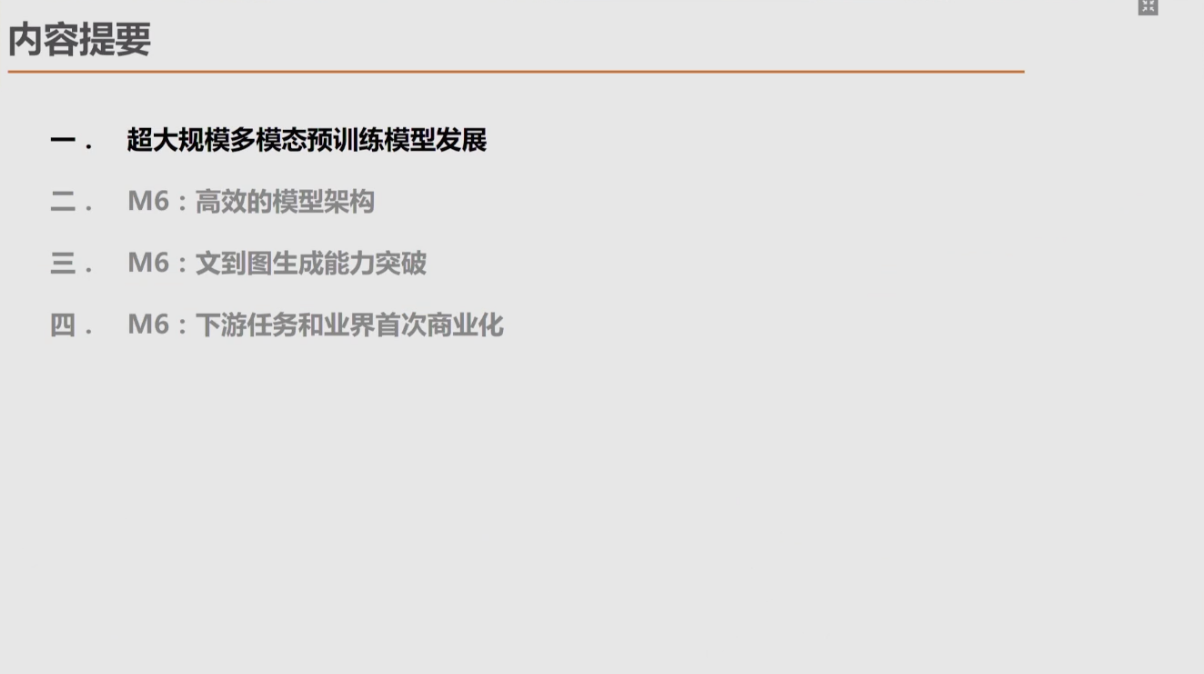 内容提要
一． 超大规模多模态预训练模型发展
二． M6：高效的模型架构
三． M6：文到图生成能力突破
四． M6：下游任务和业界首次商业化